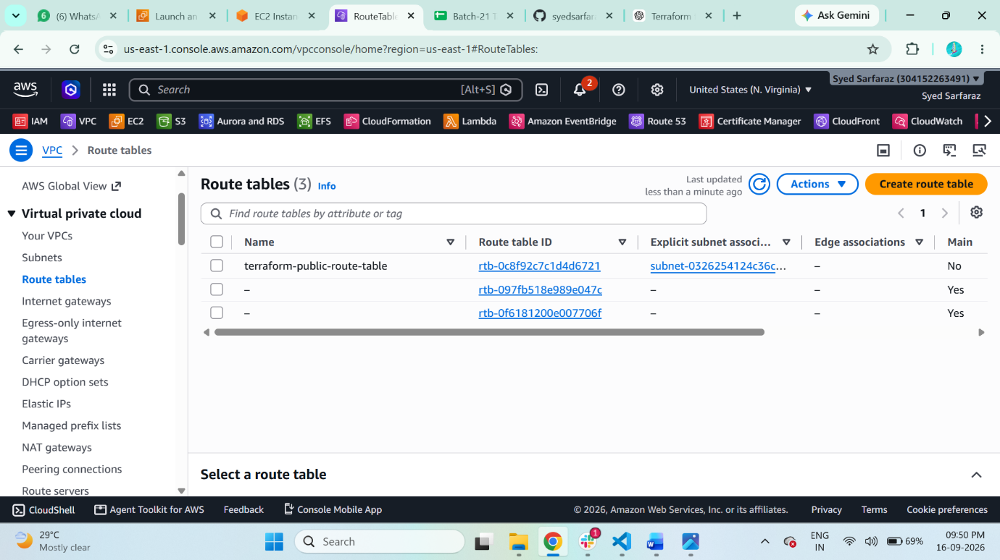 (6) WhatsA
Launch an
EC2 Instan
RouteTable
Batch-21 T
syedsarfara
Terraform
Ask Gemini
us-east-1.console.aws.amazon.com/vpcconsole/home?region=us-east-1#RouteTables:
aws
Search
[Alt+S]
2
United States (N. Virginia)
Syed Sarfaraz (304152263491)
Syed Sarfaraz
IAM
VPC
EC2
S3
Aurora and RDS
EFS
CloudFormation
Lambda
Amazon EventBridge
Route 53
Certificate Manager
CloudFront
CloudWatch
VPC
Route tables
AWS Global View
Virtual private cloud
Your VPCs
Subnets
Route tables
Internet gateways
Egress-only internet
gateways
Carrier gateways
DHCP option sets
Elastic IPs
Managed prefix lists
NAT gateways
Peering connections
Route servers
Route tables (3) Info
Last updated
less than a minute ago
Actions
Create route table
Find route tables by attribute or tag
1
Name
Route table ID
Explicit subnet associ...
Edge associations
Main
terraform-public-route-table
rtb-0c8f92c7c1d4d6721
subnet-0326254124c36c...
–
No
–
rtb-097fb518e989e047c
–
–
Yes
–
rtb-0f6181200e007706f
–
–
Yes
Select a route table
CloudShell
Agent Toolkit for AWS
Feedback
Console Mobile App
© 2026, Amazon Web Services, Inc. or its affiliates.
Privacy
Terms
Cookie preferences
29°C
Mostly clear
Search
1
ENG
IN
69%
09:50 PM
16-09-2026